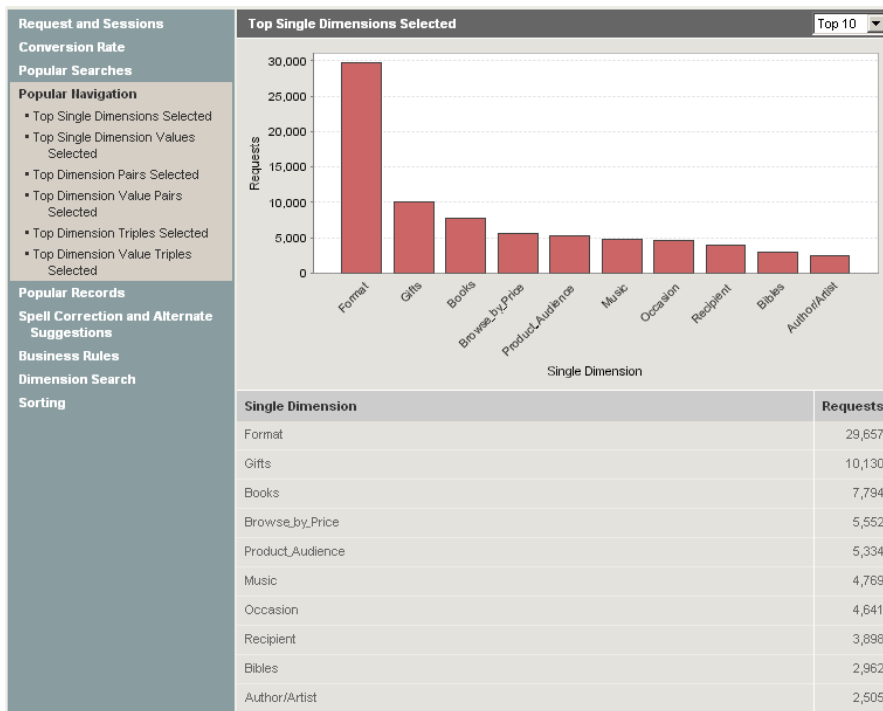 Request and Sessions
Conversion Rate
Popular Searches
Popular Navigation
▪ Top Single Dimensions Selected
▪ Top Single Dimension Values
Selected
▪ Top Dimension Pairs Selected
▪ Top Dimension Value Pairs
Selected
▪ Top Dimension Triples Selected
▪ Top Dimension Value Triples
Selected
Popular Records
Spell Correction and Alternate
Suggestions
Business Rules
Dimension Search
Sorting
Top Single Dimensions Selected
Top 10
Requests
30,000
25,000
20,000
15,000
10,000
5,000
0
Format
Gifts
Books
Browse_by_Price
Product_Audience
Music
Occasion
Recipient
Bibles
Author/Artist
Single Dimension
Single Dimension Requests
Format 29,657
Gifts 10,130
Books 7,794
Browse_by_Price 5,552
Product_Audience 5,334
Music 4,769
Occasion 4,641
Recipient 3,898
Bibles 2,962
Author/Artist 2,505